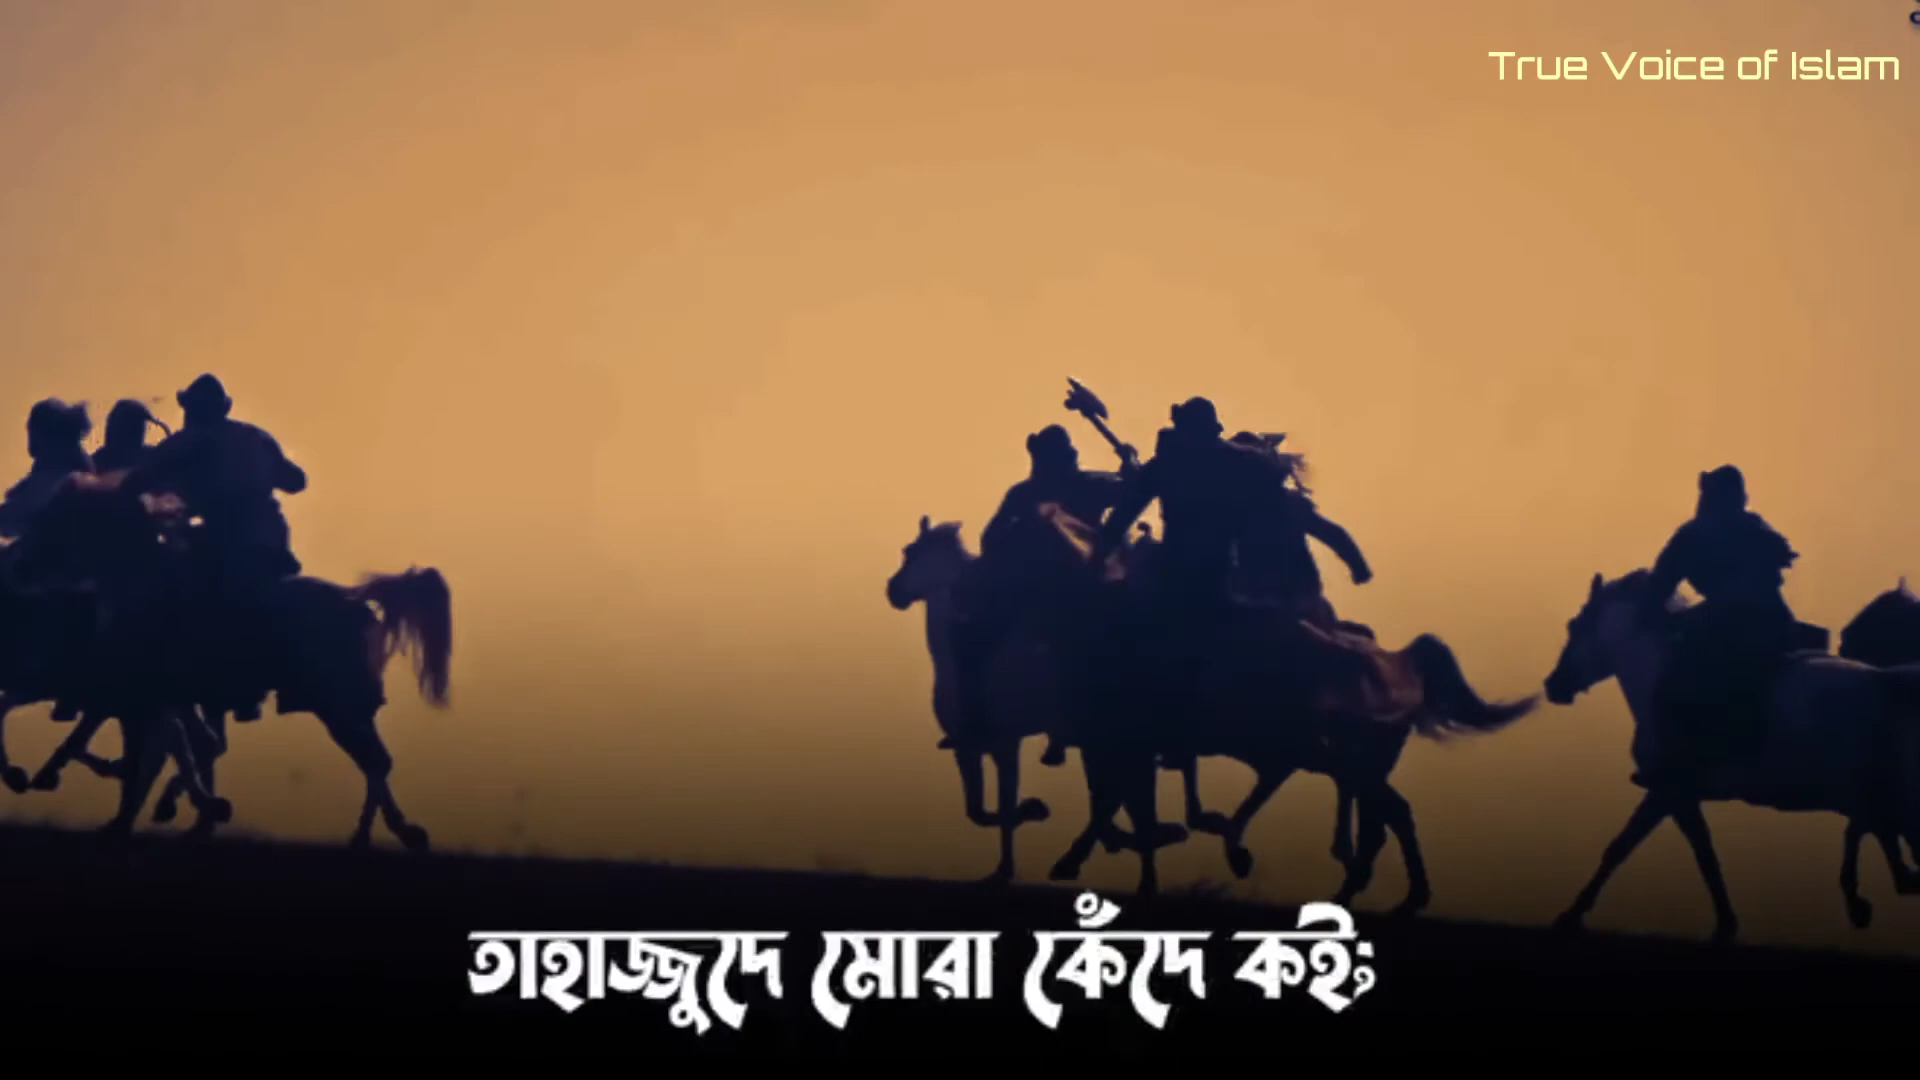 True Voice of Islam
তাহাজ্জুদে মোরা কেঁদে কই;